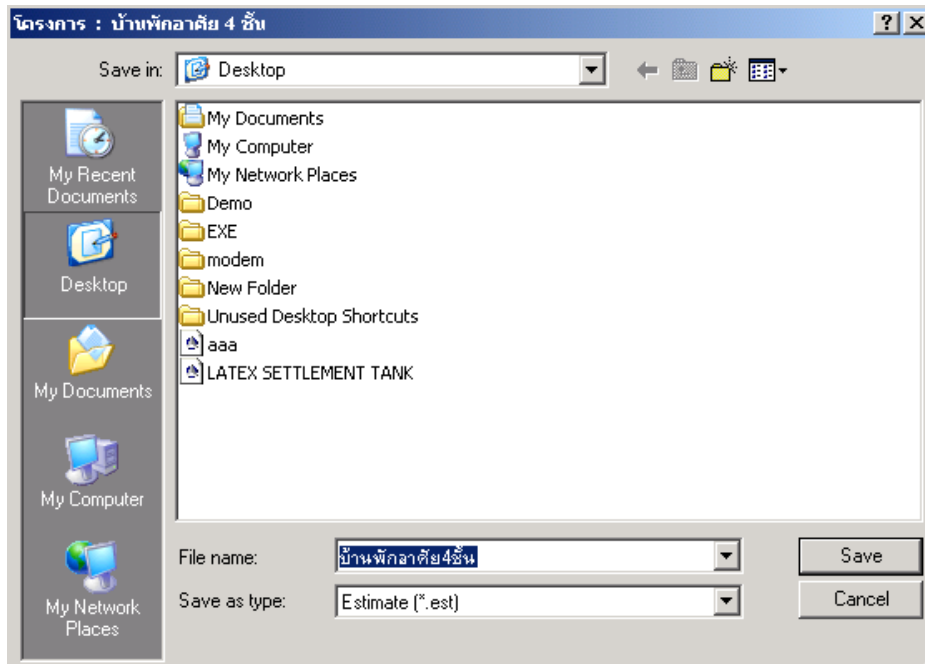 โครงการ : บ้านพักอาศัย 4 ชั้น
Save in: Desktop
My Recent
Documents
Desktop
My Documents
My Computer
My Network
Places
My Documents
My Computer
My Network Places
Demo
EXE
modem
New Folder
Unused Desktop Shortcuts
aaa
LATEX SETTLEMENT TANK
File name: บ้านพักอาศัย4ชั้น Save
Save as type: Estimate (*.est) Cancel